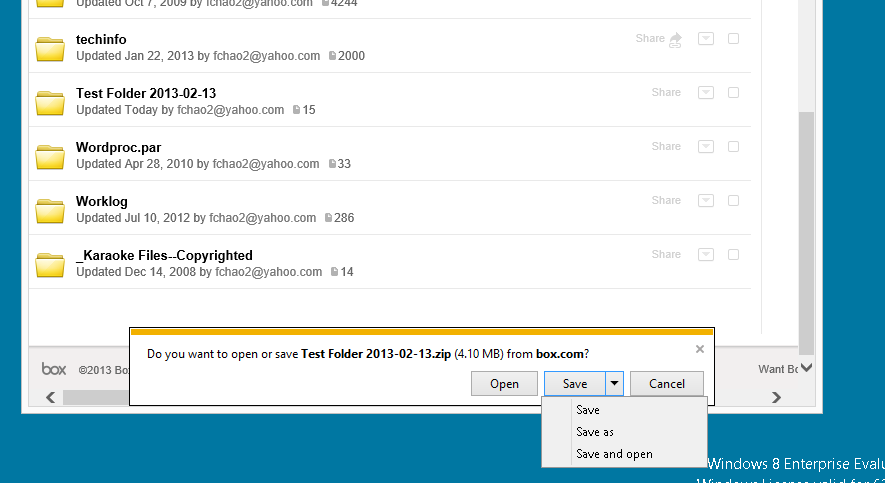 Updated Oct 7, 2009 by fchao2@yahoo.com 4244
techinfo
Share
Updated Jan 22, 2013 by fchao2@yahoo.com 2000
Test Folder 2013-02-13
Share
Updated Today by fchao2@yahoo.com 15
Wordproc.par
Share
Updated Apr 28, 2010 by fchao2@yahoo.com 33
Worklog
Share
Updated Jul 10, 2012 by fchao2@yahoo.com 286
_Karaoke Files--Copyrighted
Share
Updated Dec 14, 2008 by fchao2@yahoo.com 14
Do you want to open or save Test Folder 2013-02-13.zip (4.10 MB) from box.com?
box ©2013 Bo
Want Bo
Open Save Cancel
Save
Save as
Save and open
Windows 8 Enterprise Evalu
Windows License valid for